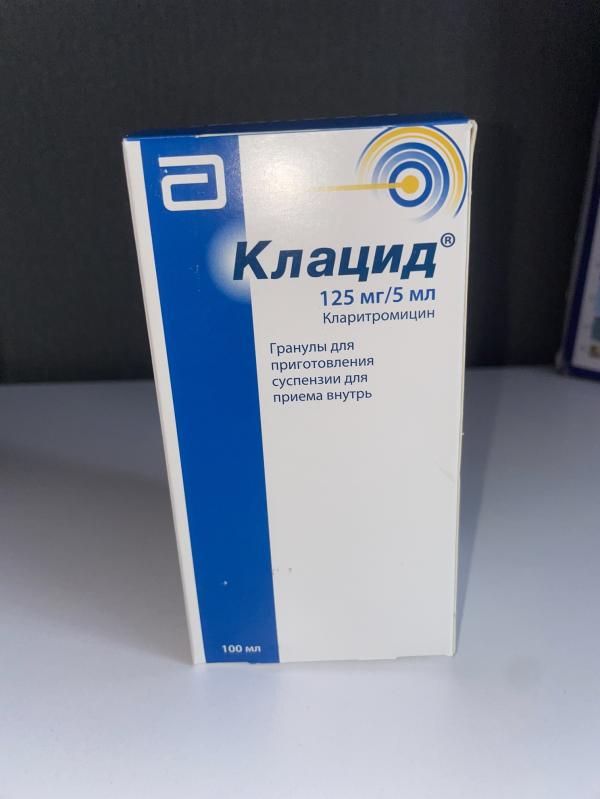 Клацид®
125 мг/5 мл
Кларитромицин
Гранулы для
приготовления
суспензии для
приема внутрь
100 мл